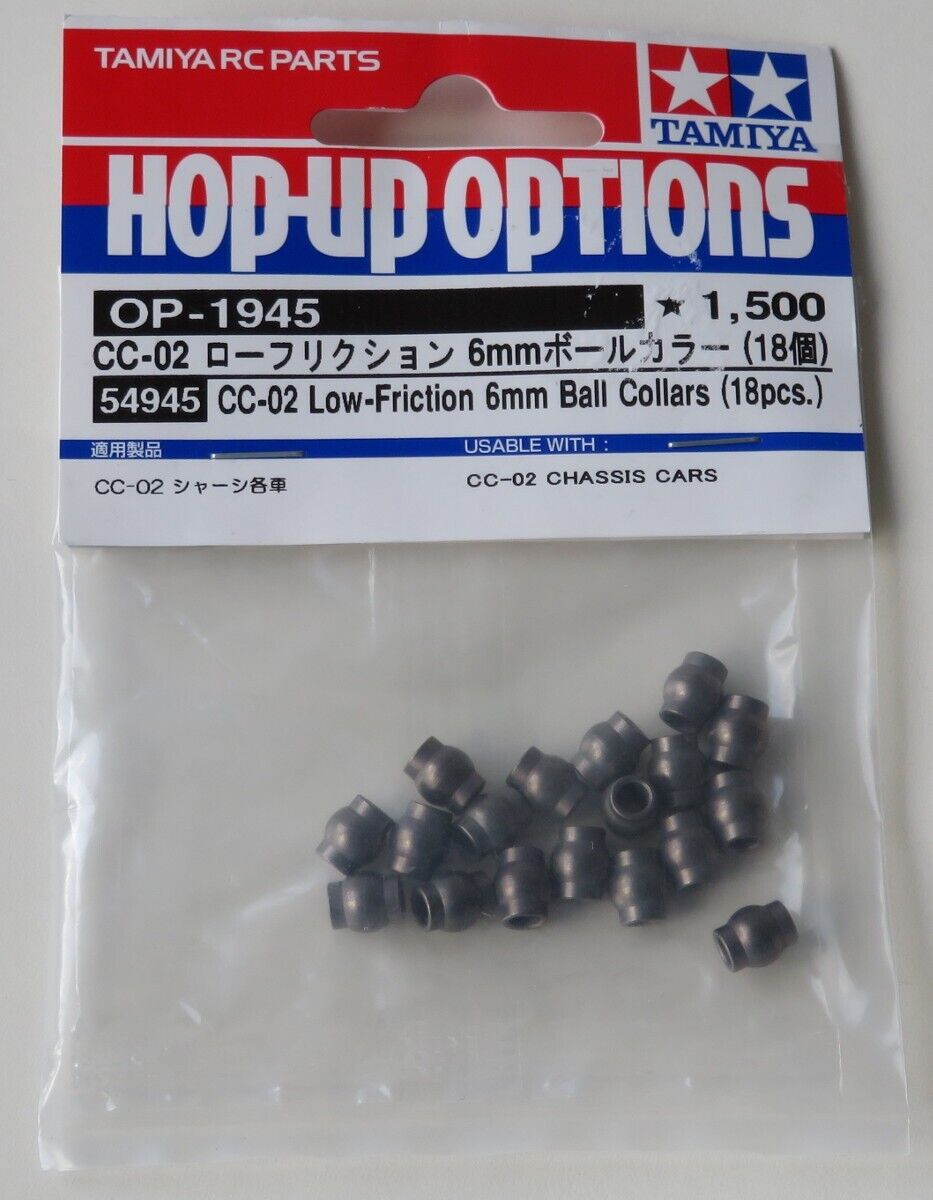 TAMIYA RC PARTS
TAMIYA
HOP-UP OPTIONS
OP-1945 ★ 1,500
CC-02 ローフリクション 6mmボールカラー (18個)
54945 CC-02 Low-Friction 6mm Ball Collars (18pcs.)
適用製品 USABLE WITH :
CC-02 シャーシ各車 CC-02 CHASSIS CARS